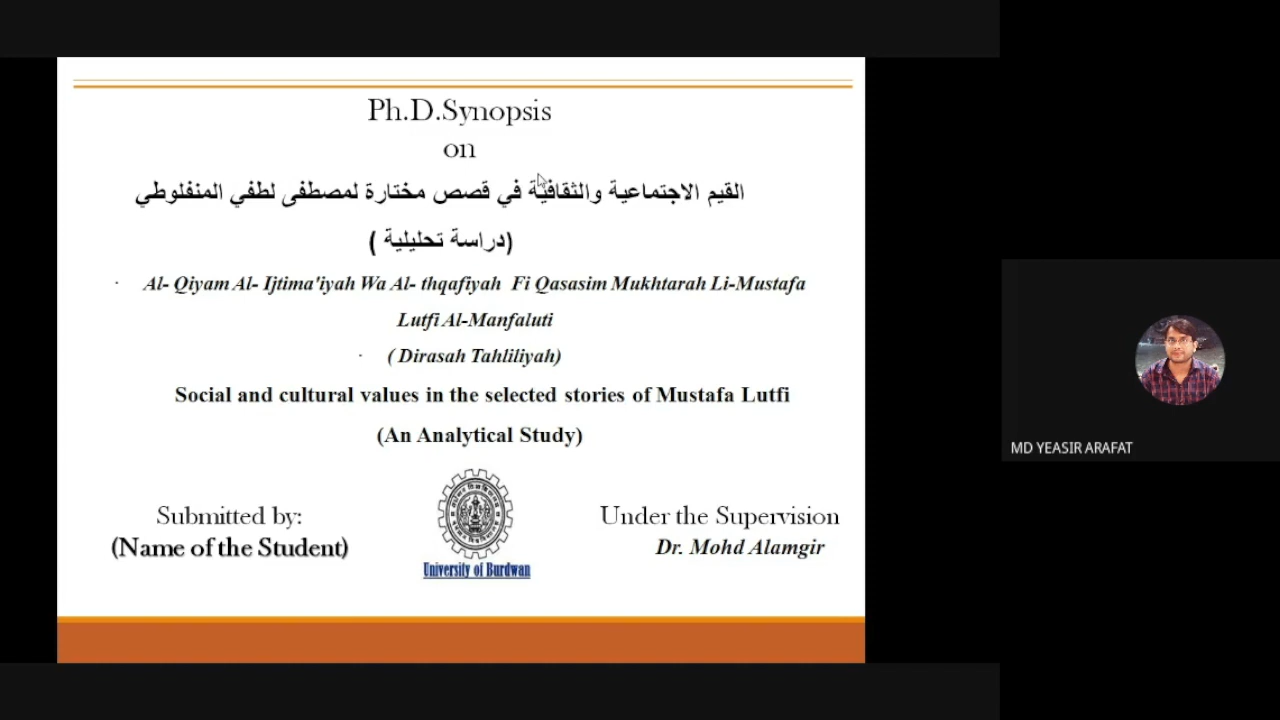 Ph.D.Synopsis
on
القيم الاجتماعية والثقافية في قصص مختارة لمصطفى لطفي المنفلوطي
(دراسة تحليلية )
· Al- Qiyam Al- Ijtima'iyah Wa Al- thqafiyah Fi Qasasim Mukhtarah Li-Mustafa
Lutfi Al-Manfaluti
· ( Dirasah Tahliliyah)
Social and cultural values in the selected stories of Mustafa Lutfi
(An Analytical Study)
Submitted by:
(Name of the Student)
University of Burdwan
Under the Supervision
Dr. Mohd Alamgir
MD YEASIR ARAFAT